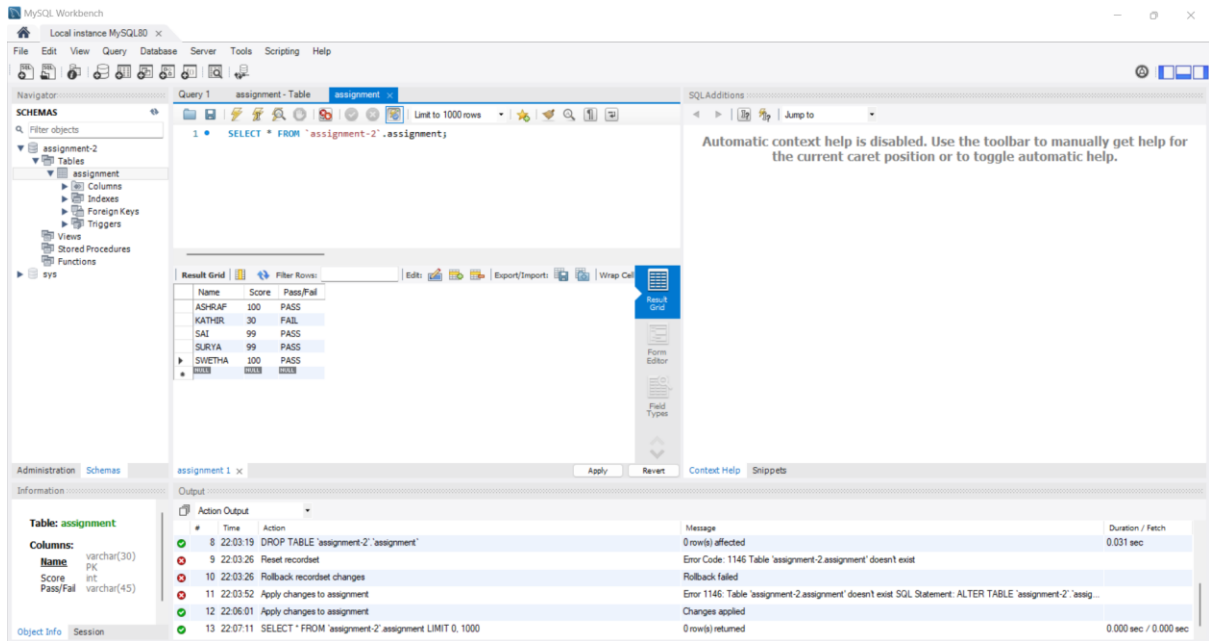 MySQL Workbench
Local instance MySQL80
File Edit View Query Database Server Tools Scripting Help
Navigator
SCHEMAS
Filter objects
assignment-2
Tables
assignment
Columns
Indexes
Foreign Keys
Triggers
Views
Stored Procedures
Functions
sys
Administration Schemas
Information
Table: assignment
Columns:
Name varchar(30) PK
Score int
Pass/Fail varchar(45)
Object Info Session
Query 1 assignment - Table assignment
Limit to 1000 rows
1 SELECT * FROM `assignment-2`.assignment;
Result Grid Filter Rows: Edit: Export/Import: Wrap Cel
Name Score Pass/Fail
ASHRAF 100 PASS
KATHIR 30 FAIL
SAI 99 PASS
SURYA 99 PASS
SWETHA 100 PASS
NULL NULL NULL
Result Grid
Form Editor
Field Types
assignment 1 Apply Revert
SQLAdditions
Jump to
Automatic context help is disabled. Use the toolbar to manually get help for
the current caret position or to toggle automatic help.
Context Help Snippets
Output
Action Output
# Time Action Message Duration / Fetch
8 22:03:19 DROP TABLE `assignment-2`.`assignment` 0 row(s) affected 0.031 sec
9 22:03:26 Reset recordset Error Code: 1146 Table 'assignment-2.assignment' doesn't exist
10 22:03:26 Rollback recordset changes Rollback failed
11 22:03:52 Apply changes to assignment Error 1146: Table 'assignment-2.assignment' doesn't exist SQL Statement: ALTER TABLE `assignment-2`.`assig...
12 22:06:01 Apply changes to assignment Changes applied
13 22:07:11 SELECT * FROM `assignment-2`.assignment LIMIT 0, 1000 0 row(s) returned 0.000 sec / 0.000 sec